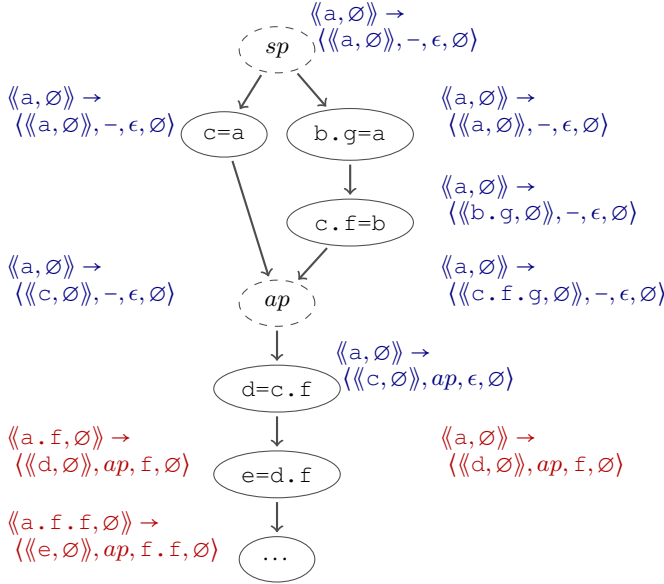 ⟪a,∅⟫ →
⟨⟪a,∅⟫,−,ϵ,∅⟩
sp
⟪a,∅⟫ →
⟨⟪a,∅⟫,−,ϵ,∅⟩
c=a
b.g=a
⟪a,∅⟫ →
⟨⟪a,∅⟫,−,ϵ,∅⟩
c.f=b
⟪a,∅⟫ →
⟨⟪b.g,∅⟫,−,ϵ,∅⟩
⟪a,∅⟫ →
⟨⟪c,∅⟫,−,ϵ,∅⟩
ap
⟪a,∅⟫ →
⟨⟪c.f.g,∅⟫,−,ϵ,∅⟩
d=c.f
⟪a,∅⟫ →
⟨⟪c,∅⟫,ap,ϵ,∅⟩
⟪a.f,∅⟫ →
⟨⟪d,∅⟫,ap,f,∅⟩
e=d.f
⟪a,∅⟫ →
⟨⟪d,∅⟫,ap,f,∅⟩
⟪a.f.f,∅⟫ →
⟨⟪e,∅⟫,ap,f.f,∅⟩
...